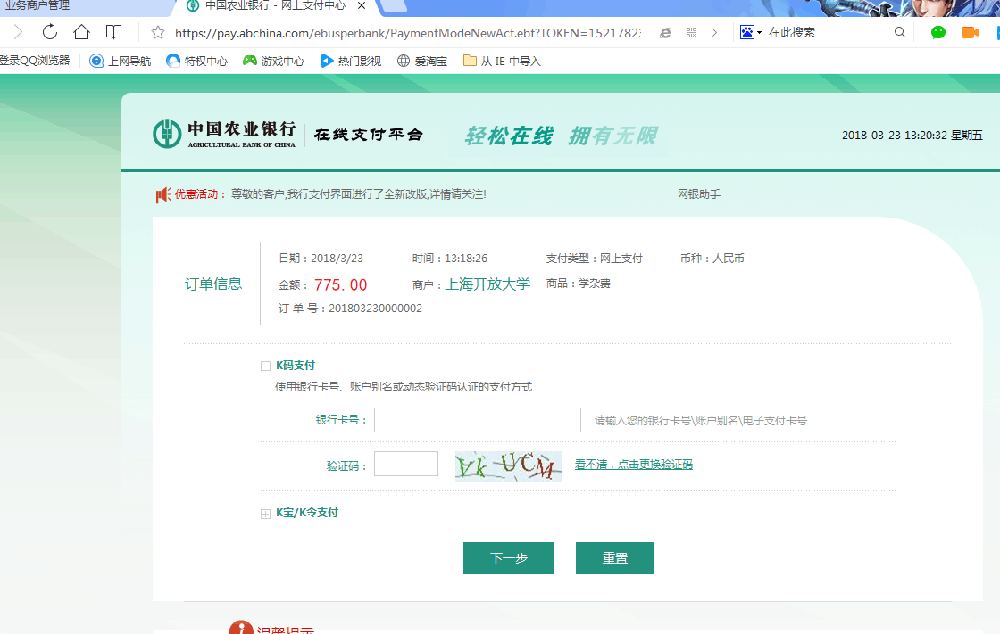 业务商户管理
中国农业银行 - 网上支付中心
https://pay.abchina.com/ebusperbank/PaymentModeNewAct.ebf?TOKEN=1521782
在此搜索
登录QQ浏览器 上网导航 特权中心 游戏中心 热门影视 爱淘宝 从 IE 中导入
中国农业银行
AGRICULTURAL BANK OF CHINA
在线支付平台
轻松在线 拥有无限
2018-03-23 13:20:32 星期五
优惠活动： 尊敬的客户,我行支付界面进行了全新改版,详情请关注!
网银助手
订单信息
日期：2018/3/23 时间：13:18:26 支付类型：网上支付 币种：人民币
金额： 775.00 商户：上海开放大学 商品：学杂费
订 单 号：201803230000002
K码支付
使用银行卡号、账户别名或动态验证码认证的支付方式
银行卡号： 请输入您的银行卡号\账户别名\电子支付卡号
验证码： VkUCM 看不清，点击更换验证码
K宝/K令支付
下一步 重置
温馨提示